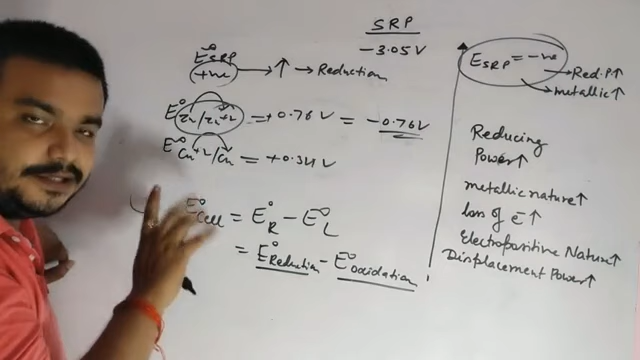 SRP
-3.05V
E°SRP
+ve → ↑ → Reduction
E°Zn/Zn+2 = +0.76V = -0.76V
E°Cu+2/Cu = +0.34V
E°Cell = E°R - E°L
= E°Reduction - E°oxidation
ESRP = -ve
→ Red.P↑
→ metallic↑
Reducing
Power↑
metallic nature↑
loss of e-↑
Electropositive Nature↑
Displacement Power↑